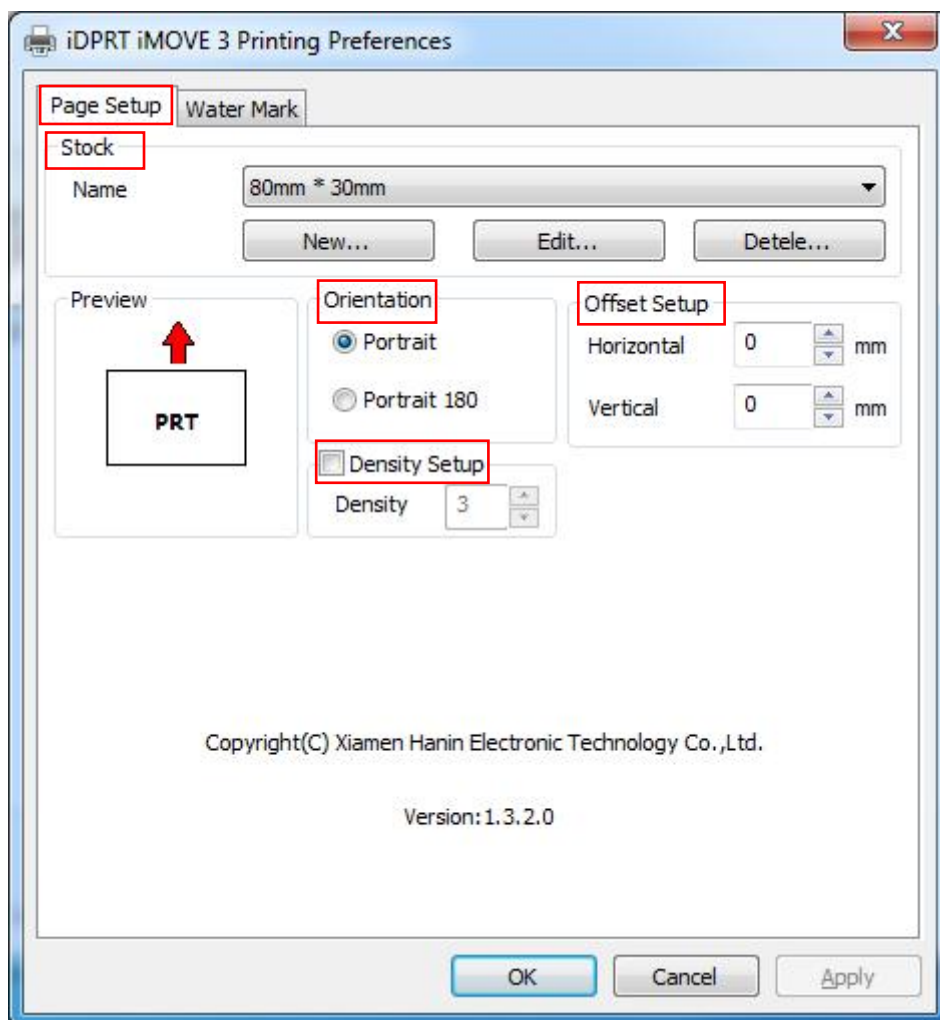 iDPRT iMOVE 3 Printing Preferences
Page Setup
Water Mark
Stock
Name
80mm * 30mm
New...
Edit...
Detele...
Preview
PRT
Orientation
Portrait
Portrait 180
Offset Setup
Horizontal 0 mm
Vertical 0 mm
Density Setup
Density 3
Copyright(C) Xiamen Hanin Electronic Technology Co.,Ltd.
Version:1.3.2.0
OK
Cancel
Apply